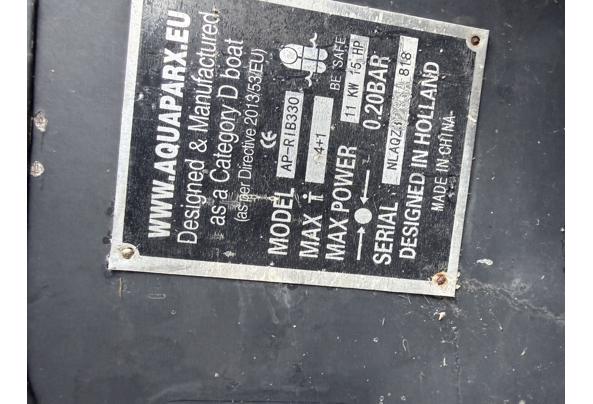 WWW.AQUAPARX.EU
Designed & Manufactured
as a Category D boat
(as per Directive 2013/53/EU)
CE
MODEL AP-RIB330
MAX 4+1 BE SAFE
MAX POWER 11 KW 15 HP
0,20BAR
SERIAL NLAQZ 818
DESIGNED IN HOLLAND
MADE IN CHINA